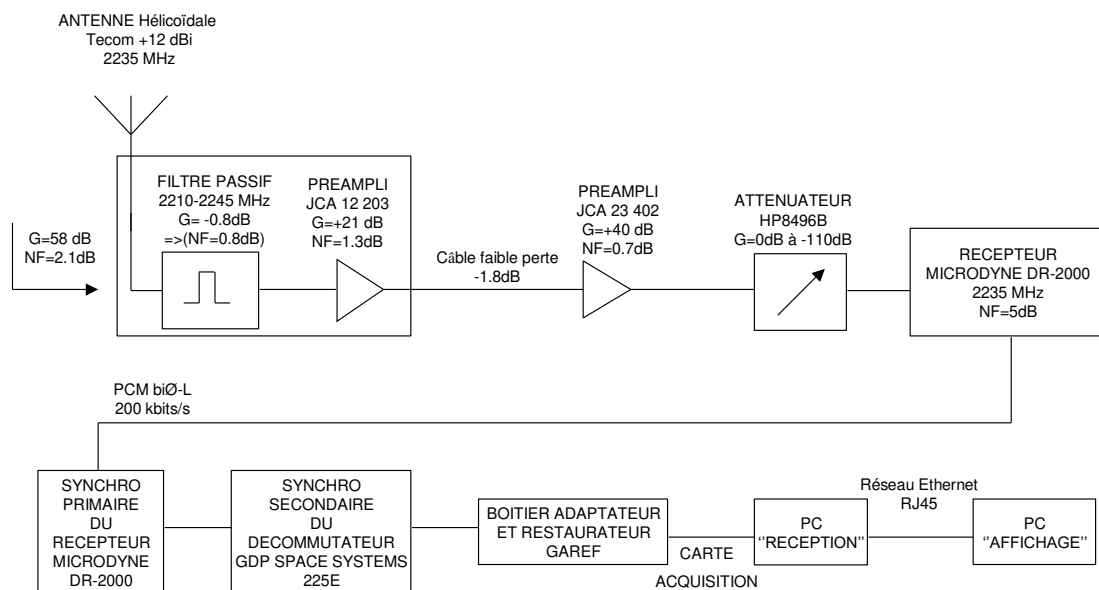 ANTENNE Hélicoïdale
Tecom +12 dBi
2235 MHz
FILTRE PASSIF
2210-2245 MHz
G= -0.8dB
=>(NF=0.8dB)
PREAMPLI
JCA 12 203
G=+21 dB
NF=1.3dB
G=58 dB
NF=2.1dB
Câble faible perte
-1.8dB
PREAMPLI
JCA 23 402
G=+40 dB
NF=0.7dB
ATTENUATEUR
HP8496B
G=0dB à -110dB
RECEPTEUR
MICRODYNE DR-2000
2235 MHz
NF=5dB
PCM biØ-L
200 kbits/s
SYNCHRO
PRIMAIRE
DU
RECEPTEUR
MICRODYNE
DR-2000
SYNCHRO
SECONDAIRE
DU
DECOMMUTATEUR
GDP SPACE SYSTEMS
225E
BOITIER ADAPTATEUR
ET RESTAURATEUR
GAREF
CARTE
ACQUISITION
PC
"RECEPTION"
Réseau Ethernet
RJ45
PC
"AFFICHAGE"